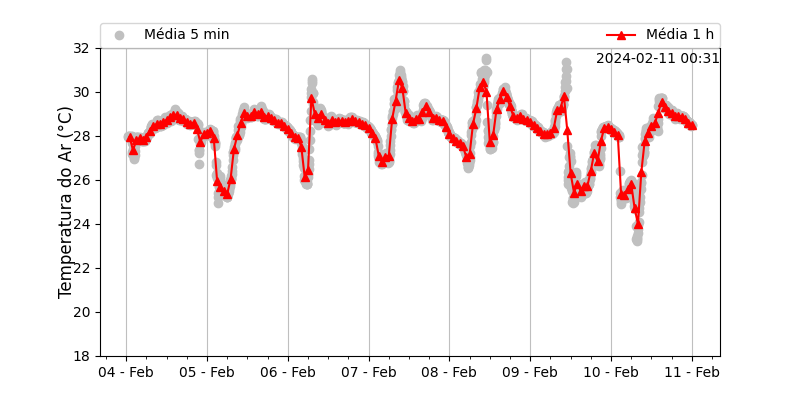 Média 5 min
Média 1 h
2024-02-11 00:31
Temperatura do Ar (°C)
32
30
28
26
24
22
20
18
04 - Feb
05 - Feb
06 - Feb
07 - Feb
08 - Feb
09 - Feb
10 - Feb
11 - Feb